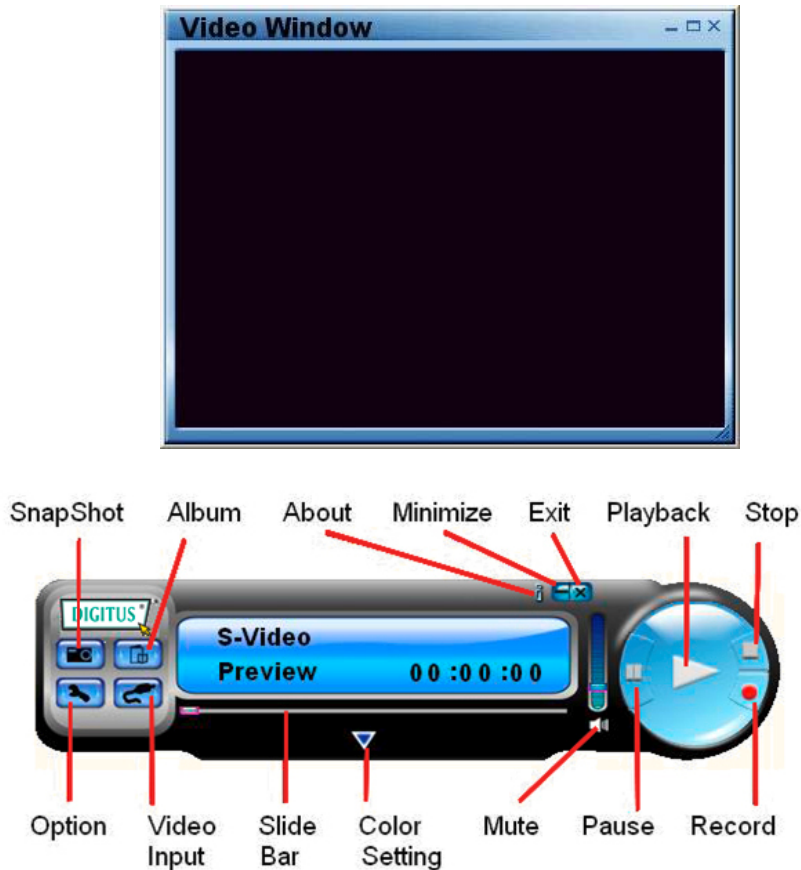 Video Window
SnapShot Album About Minimize Exit Playback Stop
DIGITUS
S-Video
Preview 00:00:00
Option Video Input Slide Bar Color Setting Mute Pause Record